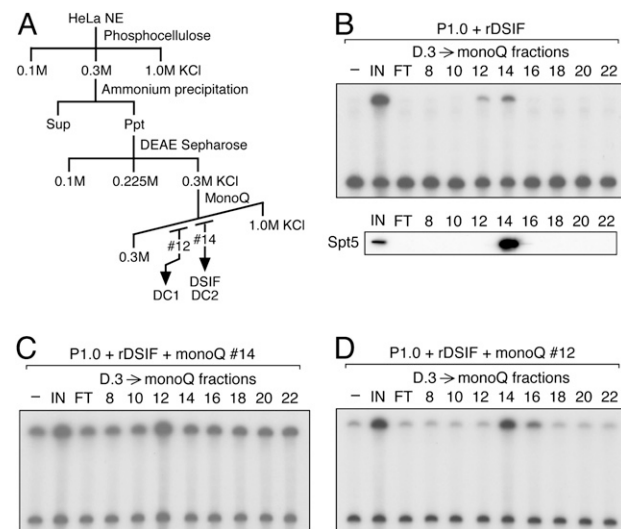 A
HeLa NE
Phosphocellulose
0.1M 0.3M 1.0M KCl
Ammonium precipitation
Sup Ppt
DEAE Sepharose
0.1M 0.225M 0.3M KCl
MonoQ
1.0M KCl
#12 #14
0.3M
DC1 DSIF
DC2
B
P1.0 + rDSIF
D.3 → monoQ fractions
– IN FT 8 10 12 14 16 18 20 22
IN FT 8 10 12 14 16 18 20 22
Spt5
C
P1.0 + rDSIF + monoQ #14
D.3 → monoQ fractions
– IN FT 8 10 12 14 16 18 20 22
D
P1.0 + rDSIF + monoQ #12
D.3 → monoQ fractions
– IN FT 8 10 12 14 16 18 20 22